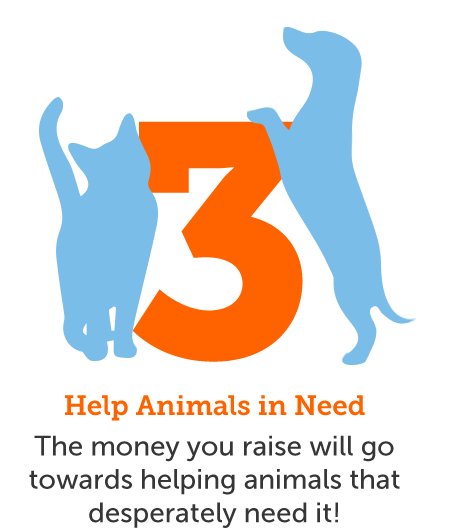 3
Help Animals in Need
The money you raise will go
towards helping animals that
desperately need it!